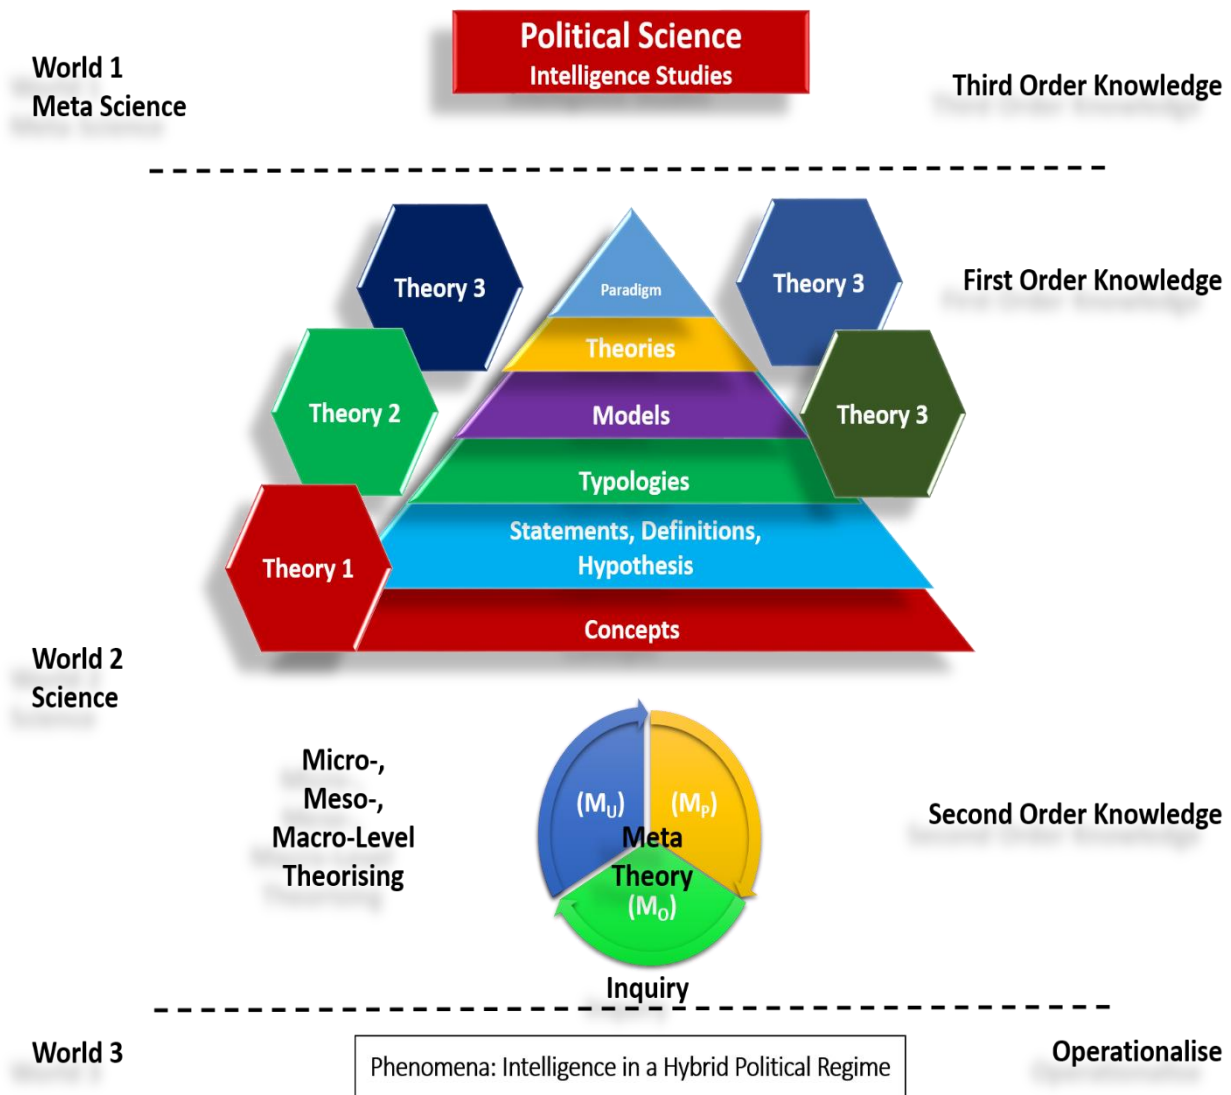 Political Science
Intelligence Studies
World 1
Meta Science
Third Order Knowledge
Theory 3
Theory 3
Paradigm
First Order Knowledge
Theories
Theory 2
Models
Theory 3
Typologies
Statements, Definitions,
Hypothesis
Theory 1
Concepts
World 2
Science
Micro-,
Meso-,
Macro-Level
Theorising
(MU)
(MP)
Meta
Theory
(MO)
Second Order Knowledge
Inquiry
World 3
Phenomena: Intelligence in a Hybrid Political Regime
Operationalise